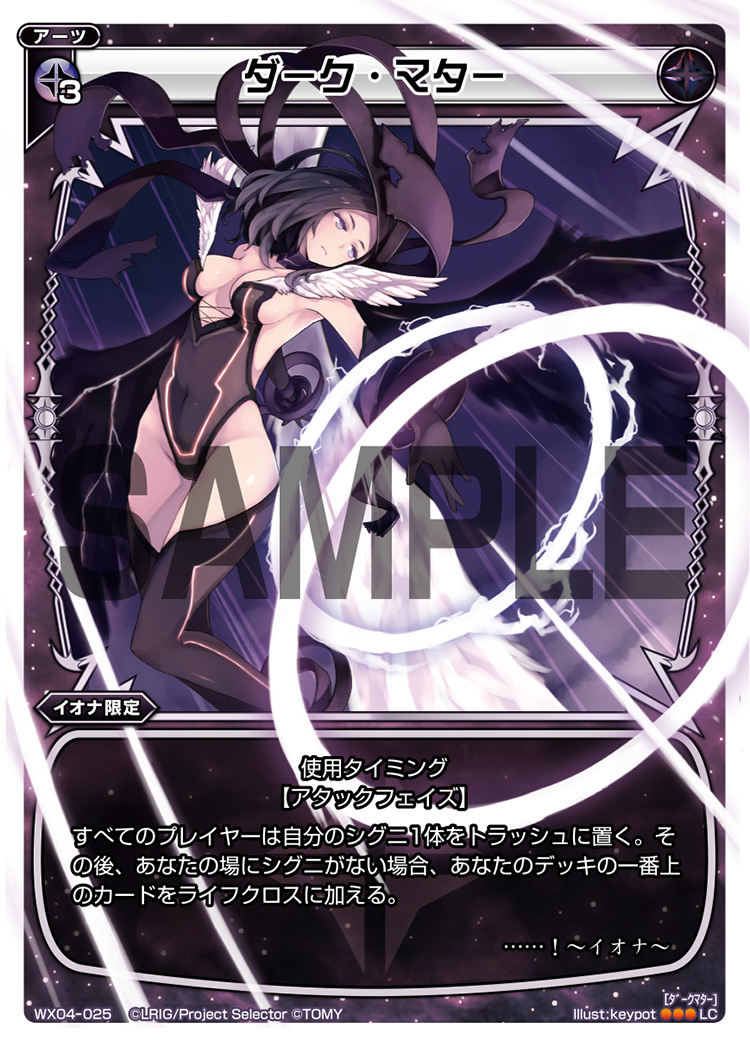 アーツ
3
ダーク・マター
SAMPLE
イオナ限定
使用タイミング
【アタックフェイズ】
すべてのプレイヤーは自分のシグニ1体をトラッシュに置く。そ
の後、あなたの場にシグニがない場合、あなたのデッキの一番上
のカードをライフクロスに加える。
……！～イオナ～
[ﾀﾞｰｸﾏﾀｰ]
WX04-025 ©LRIG/Project Selector ©TOMY Illust:keypot LC